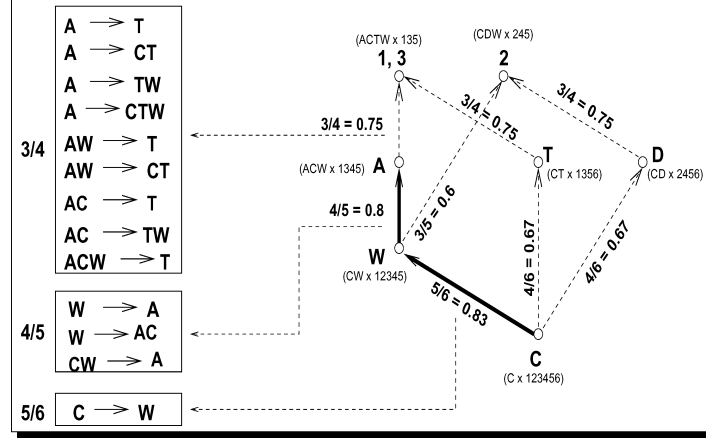 3/4
A → T
A → CT
A → TW
A → CTW
AW → T
AW → CT
AC → T
AC → TW
ACW → T
4/5
W → A
W → AC
CW → A
5/6
C → W
(ACTW x 135)
1, 3
(CDW x 245)
2
3/4 = 0.75
3/4 = 0.75
3/4 = 0.75
(ACW x 1345) A
T
(CT x 1356)
D
(CD x 2456)
4/5 = 0.8
3/5 = 0.6
W
(CW x 12345)
5/6 = 0.83
4/6 = 0.67
4/6 = 0.67
C
(C x 123456)